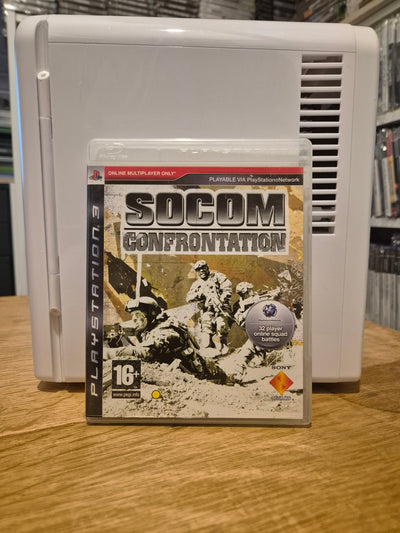 ONLINE MULTIPLAYER ONLY*
PLAYABLE VIA PlayStation®Network
PLAYSTATION 3
SOCOM
CONFRONTATION
32 player
online squad
battles
16+
www.pegi.info
SONY